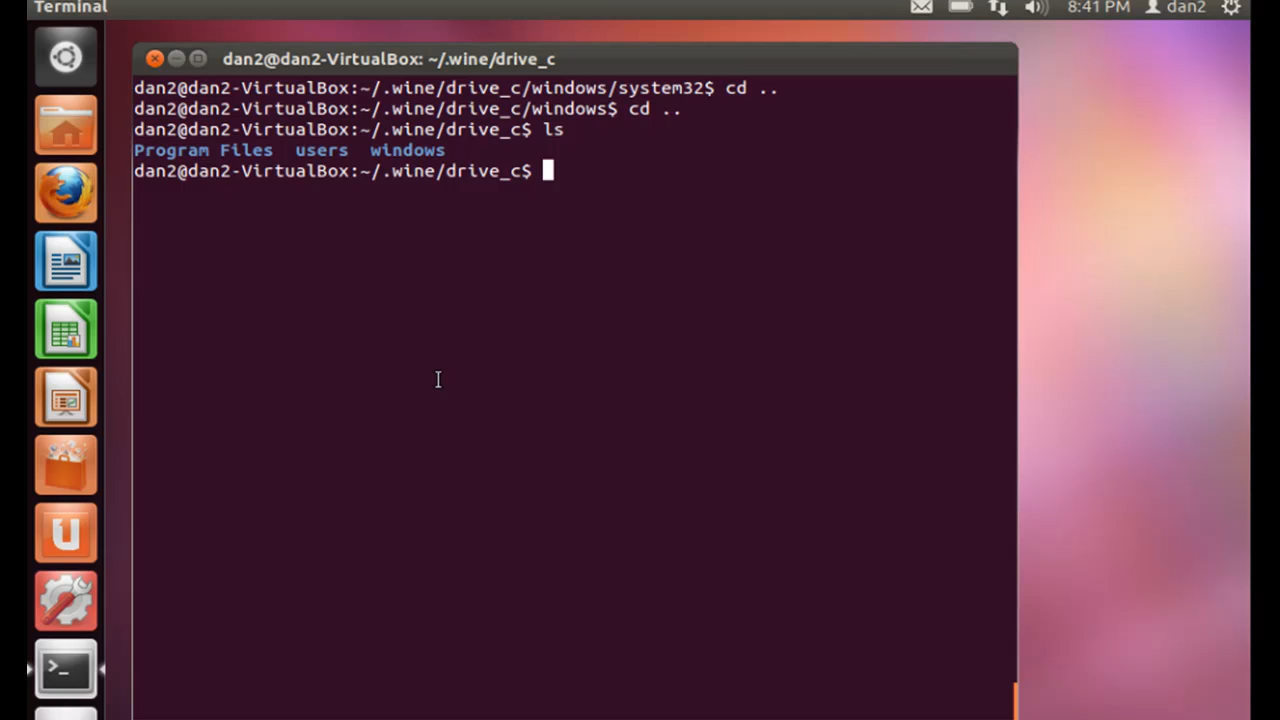 Terminal
8:41 PM
dan2
dan2@dan2-VirtualBox: ~/.wine/drive_c
dan2@dan2-VirtualBox:~/.wine/drive_c/windows/system32$ cd ..
dan2@dan2-VirtualBox:~/.wine/drive_c/windows$ cd ..
dan2@dan2-VirtualBox:~/.wine/drive_c$ ls
Program Files  users  windows
dan2@dan2-VirtualBox:~/.wine/drive_c$